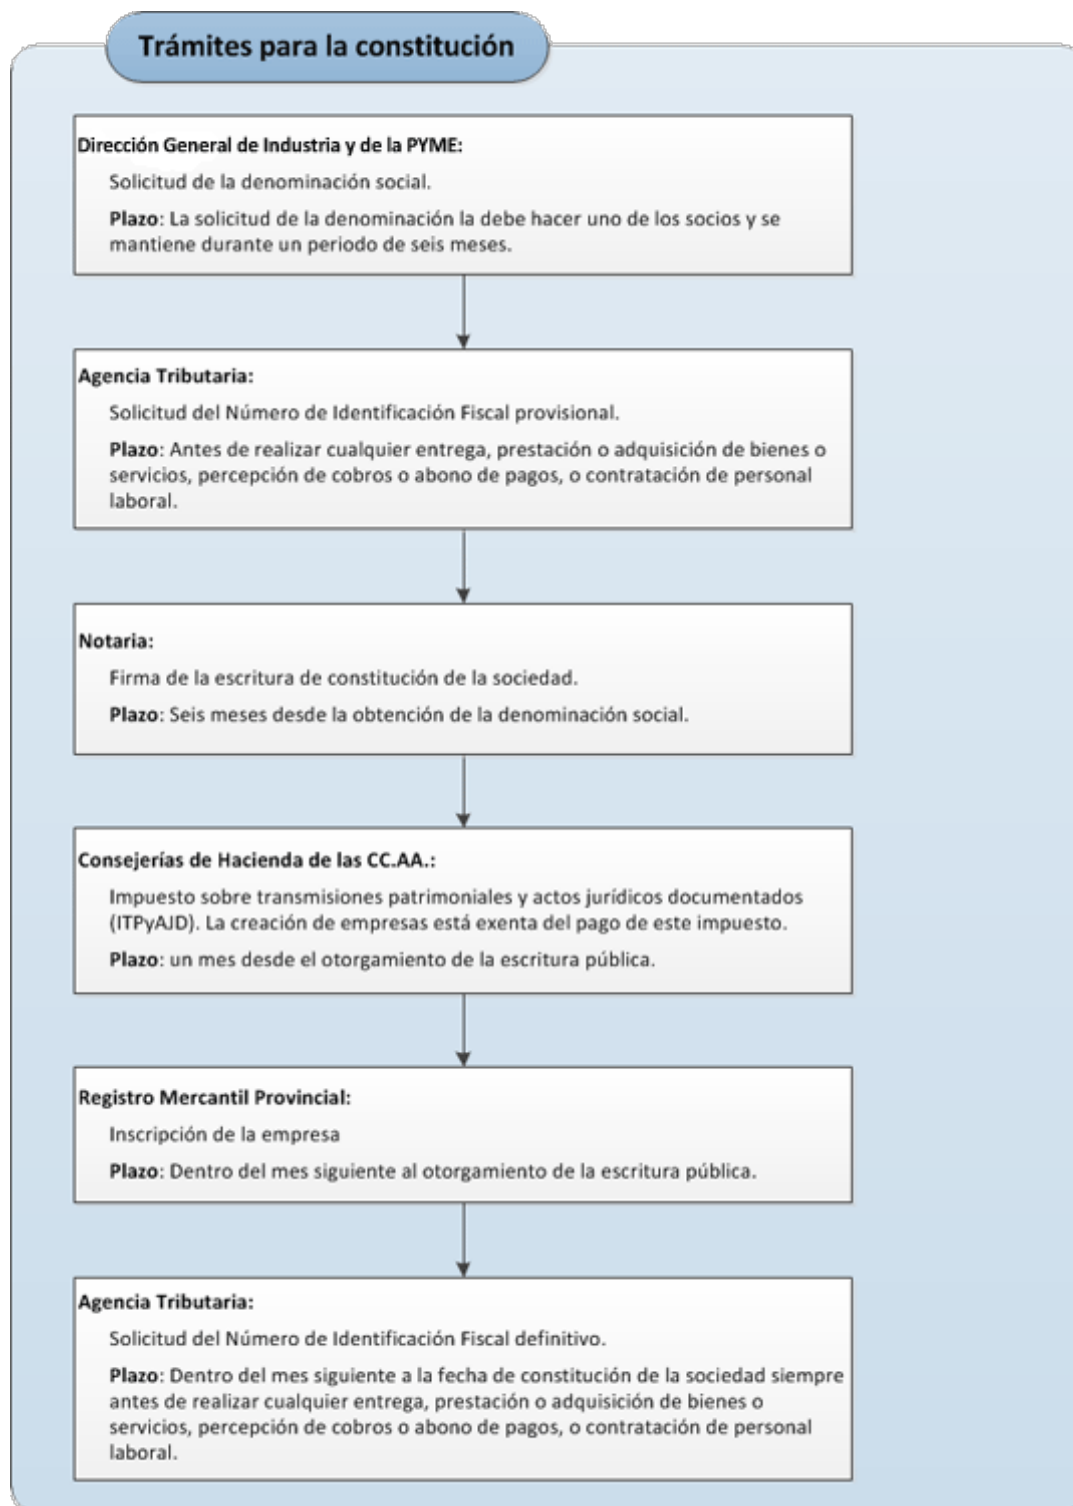 Trámites para la constitución
Dirección General de Industria y de la PYME:
Solicitud de la denominación social.
Plazo: La solicitud de la denominación la debe hacer uno de los socios y se
mantiene durante un periodo de seis meses.
Agencia Tributaria:
Solicitud del Número de Identificación Fiscal provisional.
Plazo: Antes de realizar cualquier entrega, prestación o adquisición de bienes o
servicios, percepción de cobros o abono de pagos, o contratación de personal
laboral.
Notaria:
Firma de la escritura de constitución de la sociedad.
Plazo: Seis meses desde la obtención de la denominación social.
Consejerías de Hacienda de las CC.AA.:
Impuesto sobre transmisiones patrimoniales y actos jurídicos documentados
(ITPyAJD). La creación de empresas está exenta del pago de este impuesto.
Plazo: un mes desde el otorgamiento de la escritura pública.
Registro Mercantil Provincial:
Inscripción de la empresa
Plazo: Dentro del mes siguiente al otorgamiento de la escritura pública.
Agencia Tributaria:
Solicitud del Número de Identificación Fiscal definitivo.
Plazo: Dentro del mes siguiente a la fecha de constitución de la sociedad siempre
antes de realizar cualquier entrega, prestación o adquisición de bienes o
servicios, percepción de cobros o abono de pagos, o contratación de personal
laboral.